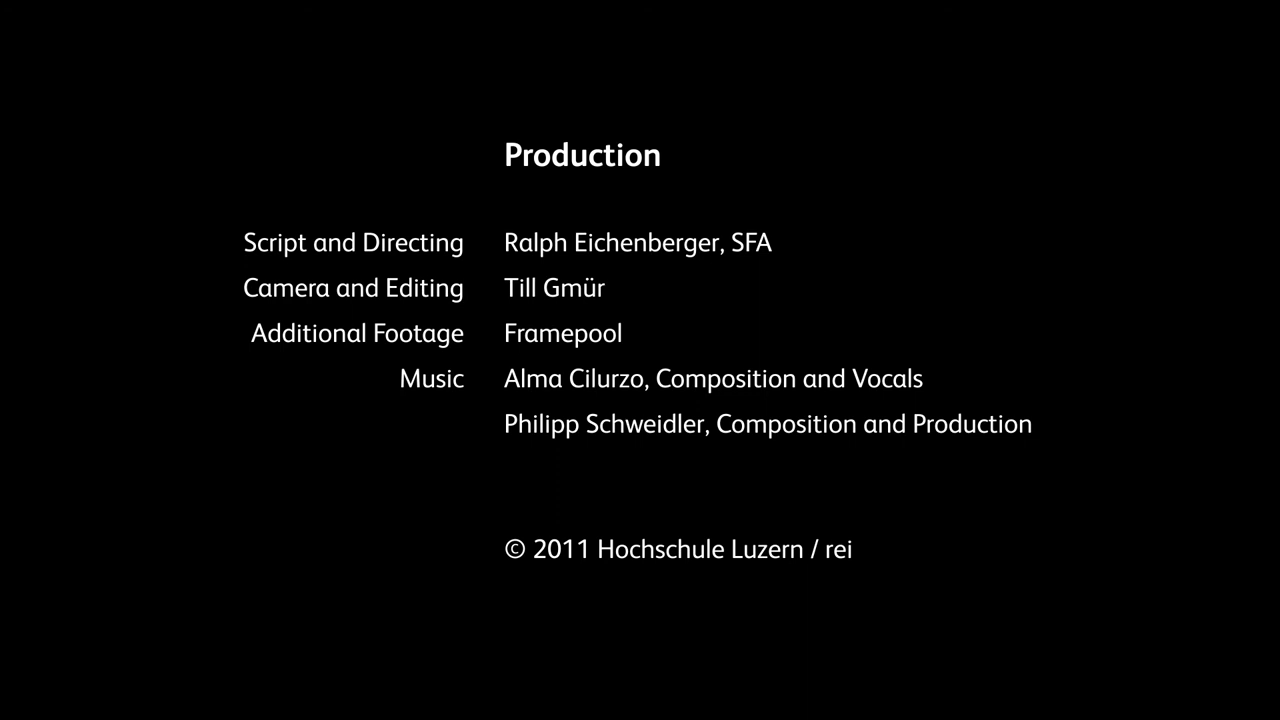 Production
Script and Directing Ralph Eichenberger, SFA
Camera and Editing Till Gmür
Additional Footage Framepool
Music Alma Cilurzo, Composition and Vocals
Philipp Schweidler, Composition and Production
© 2011 Hochschule Luzern / rei